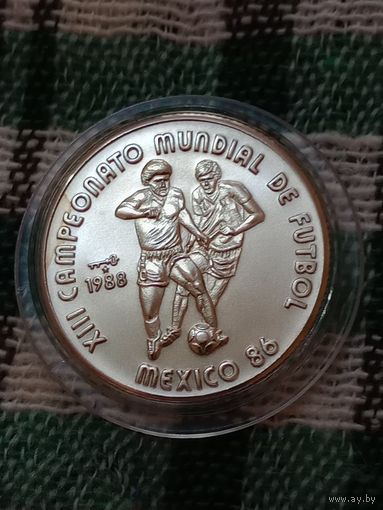 XIII CAMPEONATO MUNDIAL DE FUTBOL
1988
MEXICO 86
www.ay.by